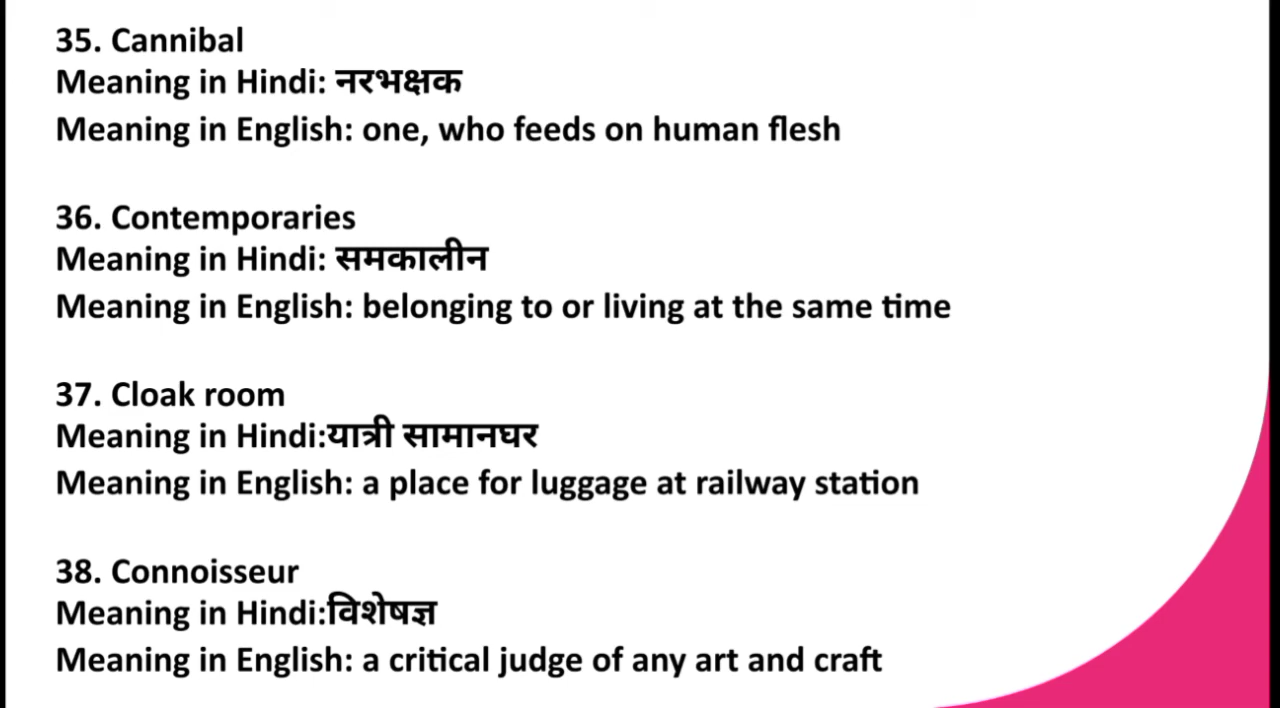 35. Cannibal
Meaning in Hindi: नरभक्षक
Meaning in English: one, who feeds on human flesh
36. Contemporaries
Meaning in Hindi: समकालीन
Meaning in English: belonging to or living at the same time
37. Cloak room
Meaning in Hindi:यात्री सामानघर
Meaning in English: a place for luggage at railway station
38. Connoisseur
Meaning in Hindi:विशेषज्ञ
Meaning in English: a critical judge of any art and craft